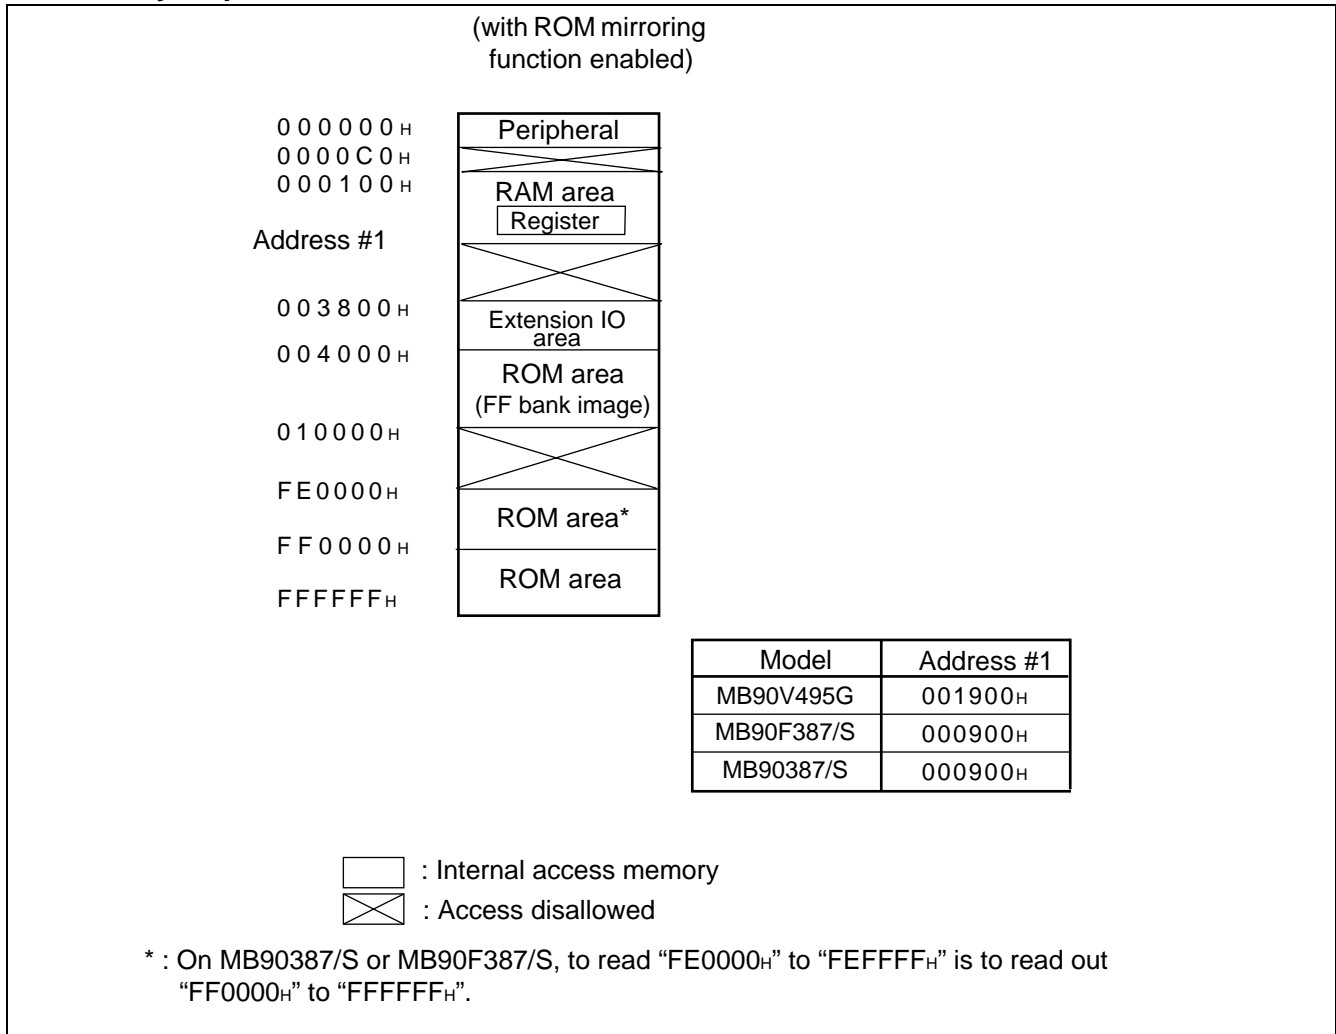 (with ROM mirroring
function enabled)
000000H
Peripheral
0000C0H
000100H
RAM area
Register
Address #1
003800H
Extension IO
area
004000H
ROM area
(FF bank image)
010000H
FE0000H
ROM area*
FF0000H
ROM area
FFFFFFH
Model Address #1
MB90V495G 001900H
MB90F387/S 000900H
MB90387/S 000900H
: Internal access memory
: Access disallowed
* : On MB90387/S or MB90F387/S, to read “FE0000H” to “FEFFFFH” is to read out
“FF0000H” to “FFFFFFH”.